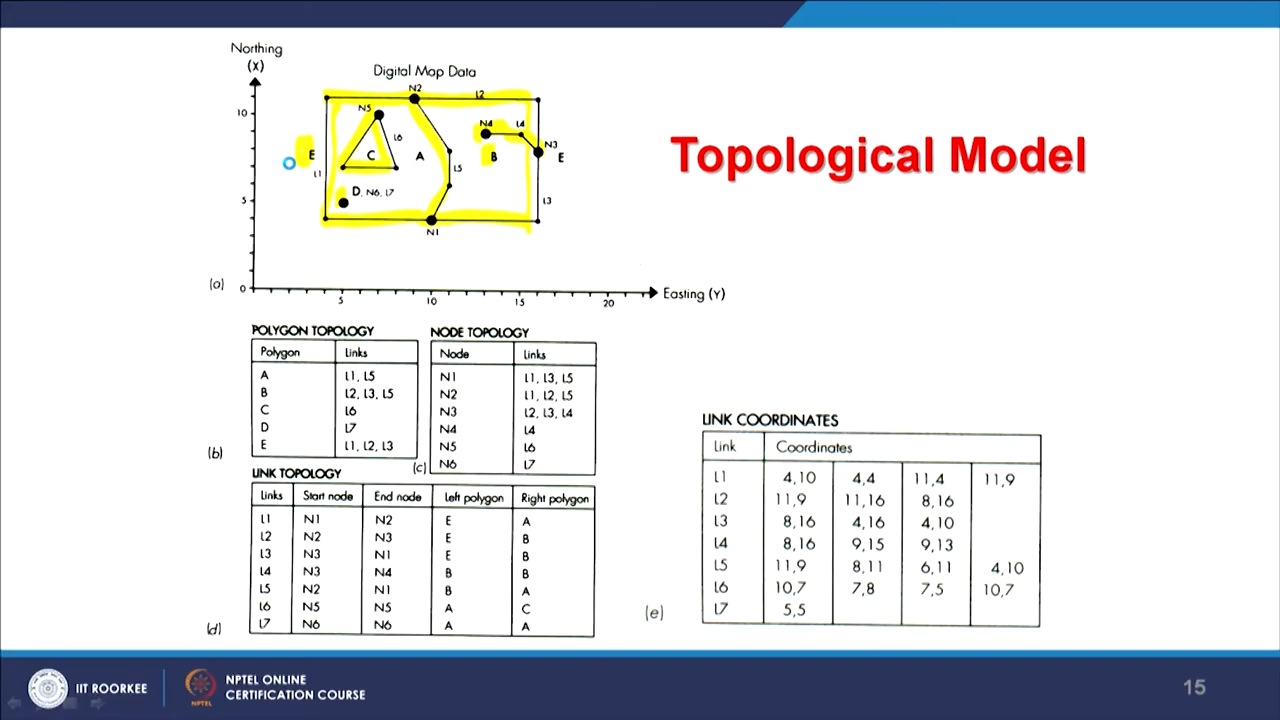 Northing
(X)
Digital Map Data
N2
L2
10
N5
N4
L4
L6
N3
E
C
A
B
E
L1
L5
D, N6, L7
5
L3
N1
(a)
0
5
10
15
20
Easting (Y)
Topological Model
POLYGON TOPOLOGY
Polygon Links
A L1, L5
B L2, L3, L5
C L6
D L7
E L1, L2, L3
(b)
NODE TOPOLOGY
Node Links
N1 L1, L3, L5
N2 L1, L2, L5
N3 L2, L3, L4
N4 L4
N5 L6
N6 L7
(c)
LINK TOPOLOGY
Links Start node End node Left polygon Right polygon
L1 N1 N2 E A
L2 N2 N3 E B
L3 N3 N1 E B
L4 N3 N4 B B
L5 N2 N1 B A
L6 N5 N5 A C
L7 N6 N6 A A
(d)
LINK COORDINATES
Link Coordinates
L1 4,10 4,4 11,4 11,9
L2 11,9 11,16 8,16
L3 8,16 4,16 4,10
L4 8,16 9,15 9,13
L5 11,9 8,11 6,11 4,10
L6 10,7 7,8 7,5 10,7
L7 5,5
(e)
IIT ROORKEE
NPTEL
NPTEL ONLINE
CERTIFICATION COURSE
15